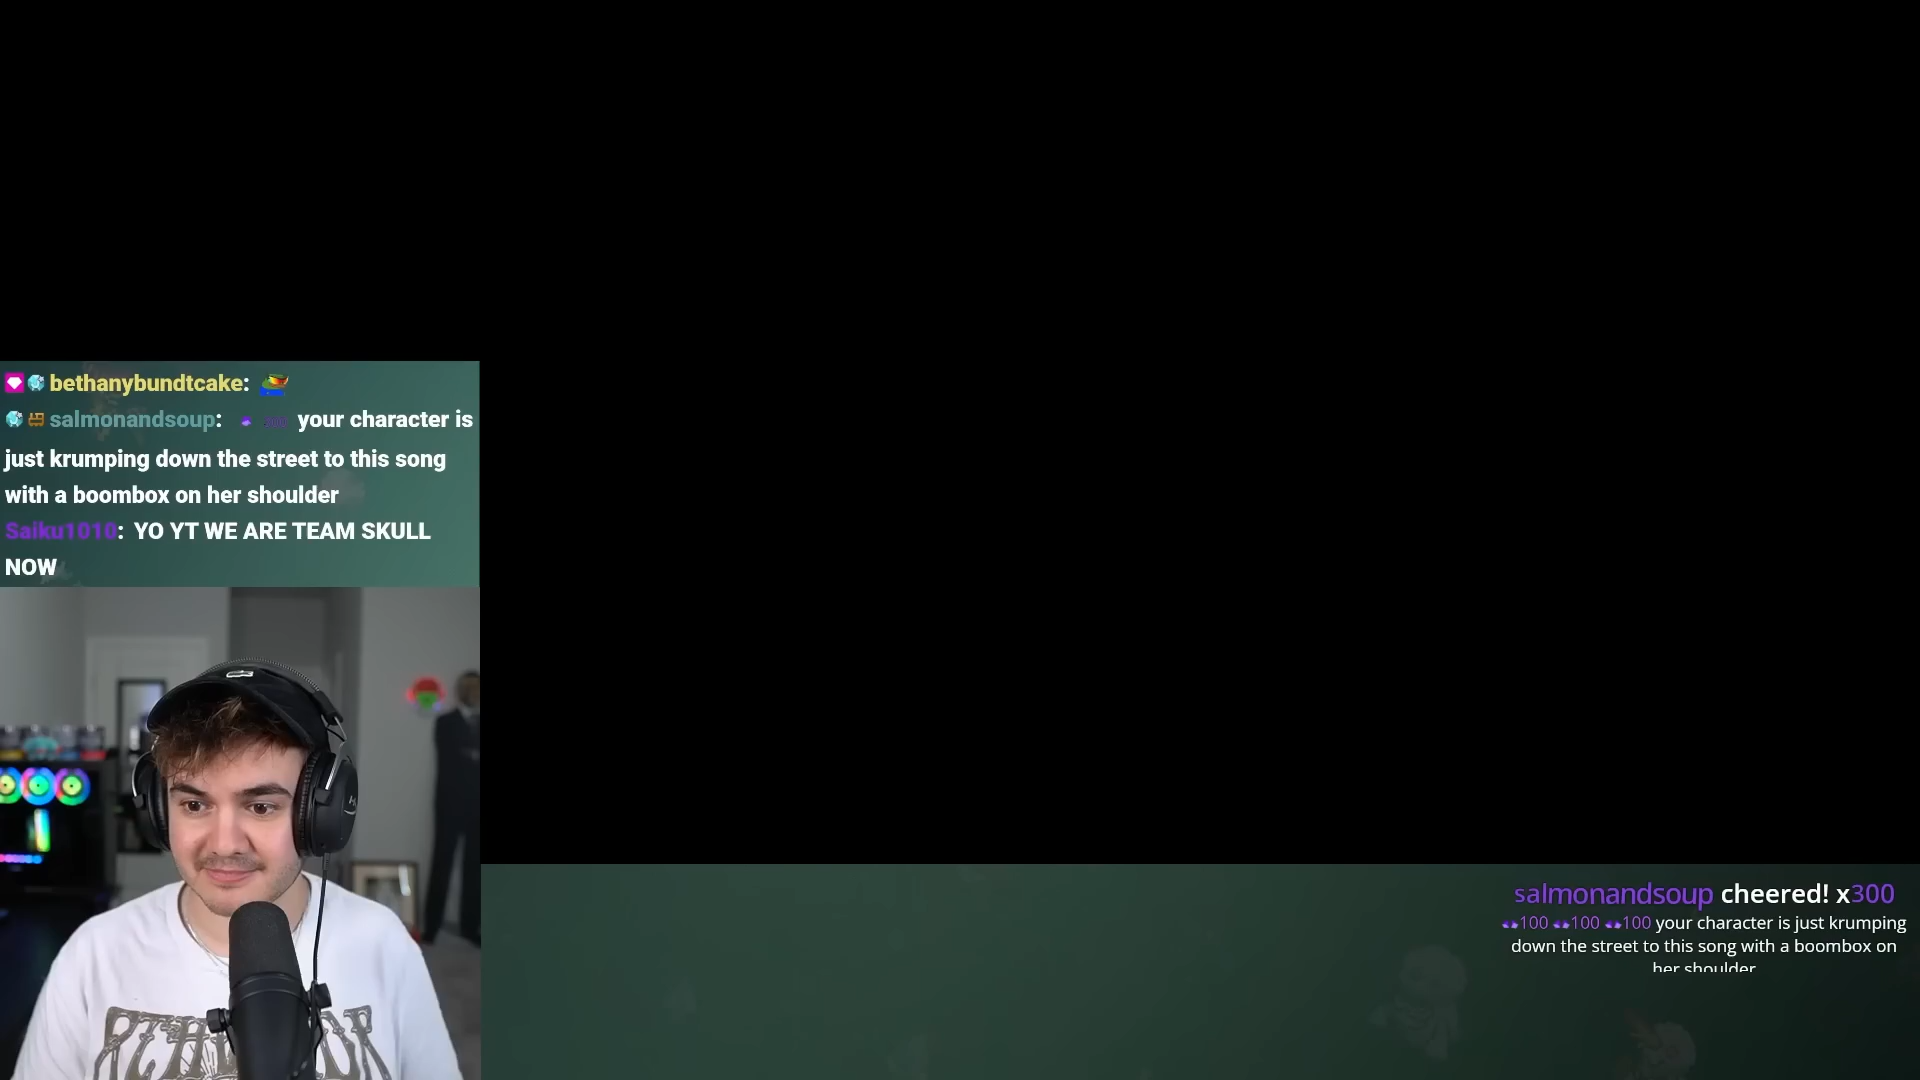 bethanybundtcake:
salmonandsoup: your character is
just krumping down the street to this song
with a boombox on her shoulder
Saiku1010: YO YT WE ARE TEAM SKULL
NOW
salmonandsoup cheered! x300
100 100 100 your character is just krumping
down the street to this song with a boombox on
her shoulder